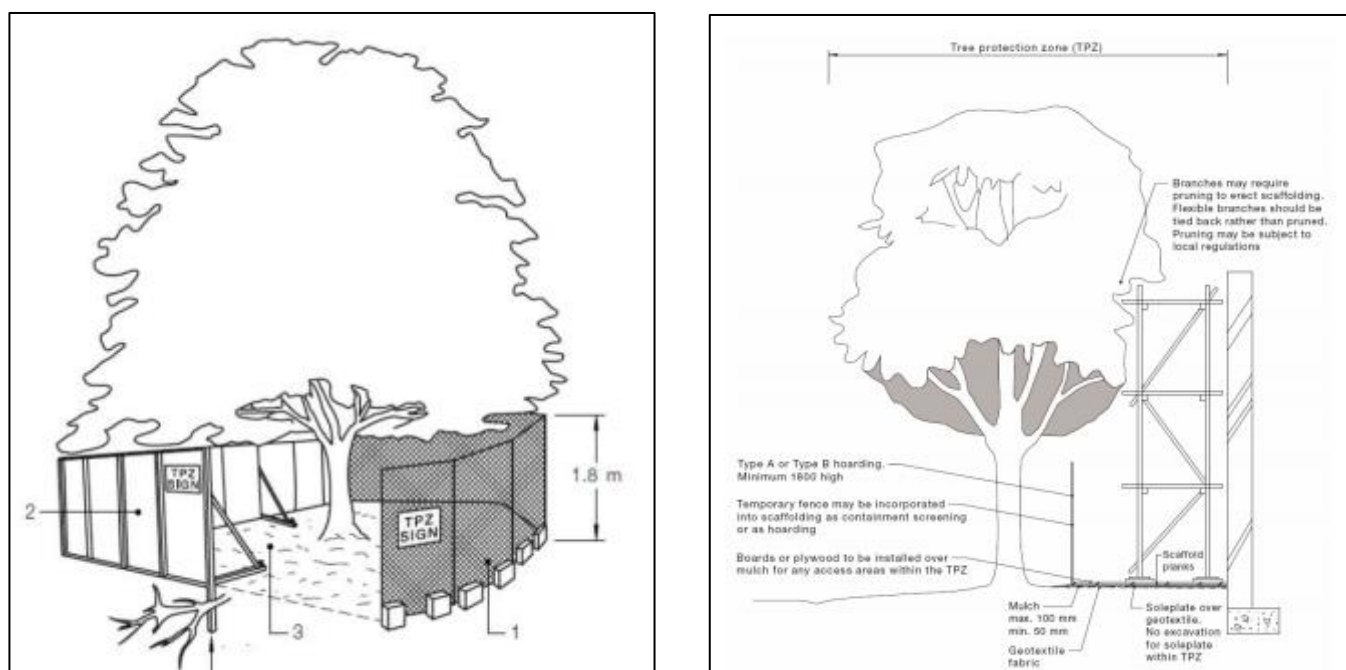 TPZ
SIGN
2
TPZ
SIGN
1.8 m
3
1
Tree protection zone (TPZ)
Branches may require
pruning to erect scaffolding.
Flexible branches should be
tied back rather than pruned.
Pruning may be subject to
local regulations
Type A or Type B hoarding.
Minimum 1800 high
Temporary fence may be incorporated
into scaffolding as containment screening
or as hoarding
Boards or plywood to be installed over
mulch for any access areas within the TPZ
Scaffold
planks
Mulch
max. 100 mm
min. 50 mm
Geotextile
fabric
Soleplate over
geotextile.
No excavation
for soleplate
within TPZ